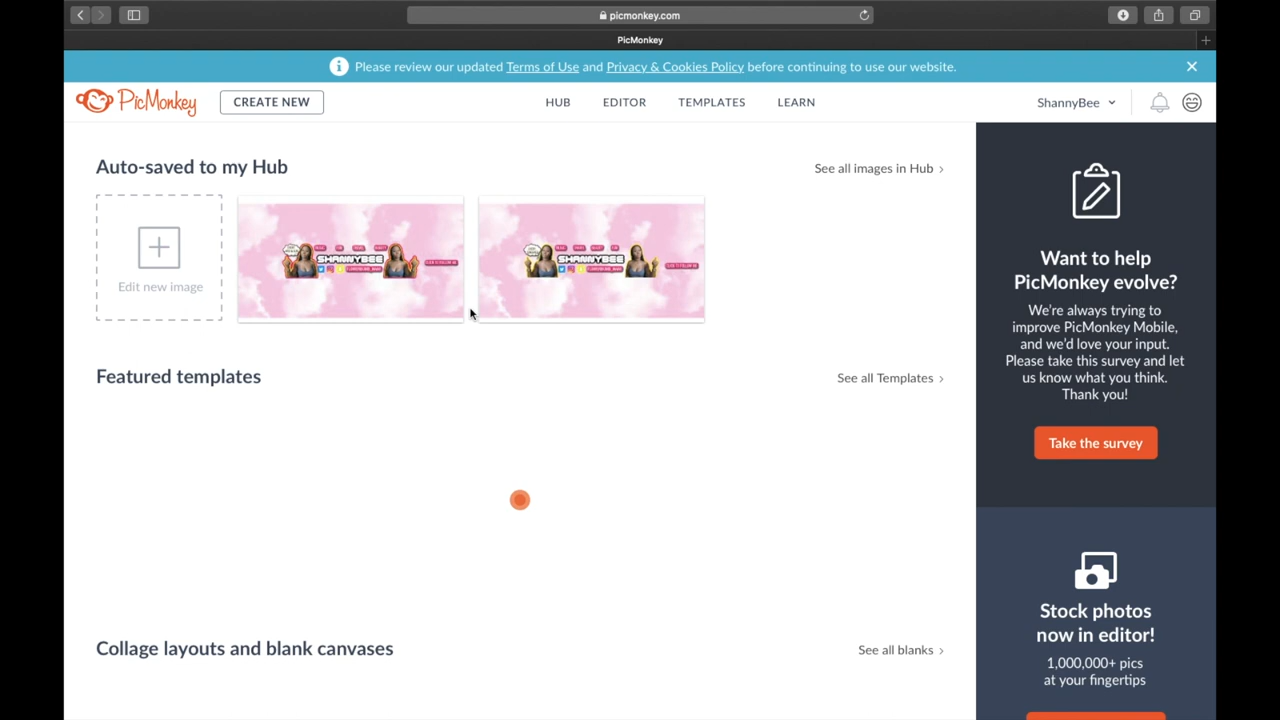 picmonkey.com
PicMonkey
Please review our updated Terms of Use and Privacy & Cookies Policy before continuing to use our website.
PicMonkey
CREATE NEW
HUB
EDITOR
TEMPLATES
LEARN
ShannyBee
Auto-saved to my Hub
See all images in Hub
Edit new image
SHANNYBEE
SHANNYBEE
Featured templates
See all Templates
Collage layouts and blank canvases
See all blanks
Want to help
PicMonkey evolve?
We're always trying to
improve PicMonkey Mobile,
and we'd love your input.
Please take this survey and let
us know what you think.
Thank you!
Take the survey
Stock photos
now in editor!
1,000,000+ pics
at your fingertips